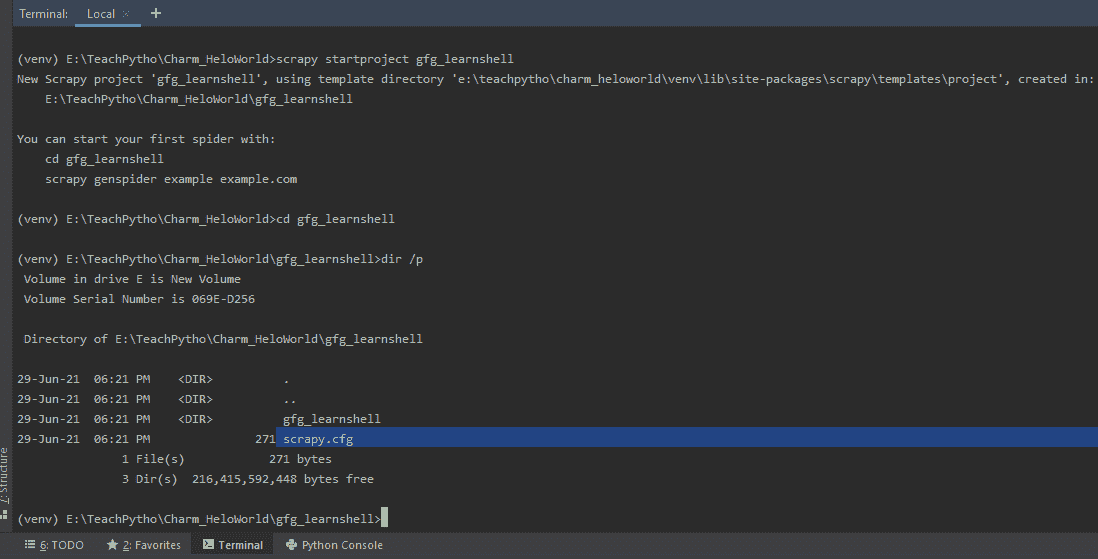 Terminal: Local × +
(venv) E:\TeachPytho\Charm_HeloWorld>scrapy startproject gfg_learnshell
New Scrapy project 'gfg_learnshell', using template directory 'e:\teachpytho\charm_heloworld\venv\lib\site-packages\scrapy\templates\project', created in:
    E:\TeachPytho\Charm_HeloWorld\gfg_learnshell
You can start your first spider with:
    cd gfg_learnshell
    scrapy genspider example example.com
(venv) E:\TeachPytho\Charm_HeloWorld>cd gfg_learnshell
(venv) E:\TeachPytho\Charm_HeloWorld\gfg_learnshell>dir /p
 Volume in drive E is New Volume
 Volume Serial Number is 069E-D256
 Directory of E:\TeachPytho\Charm_HeloWorld\gfg_learnshell
29-Jun-21  06:21 PM    <DIR>          .
29-Jun-21  06:21 PM    <DIR>          ..
29-Jun-21  06:21 PM    <DIR>          gfg_learnshell
29-Jun-21  06:21 PM               271 scrapy.cfg
               1 File(s)            271 bytes
               3 Dir(s)  216,415,592,448 bytes free
(venv) E:\TeachPytho\Charm_HeloWorld\gfg_learnshell>
7: Structure
6: TODO 2: Favorites Terminal Python Console